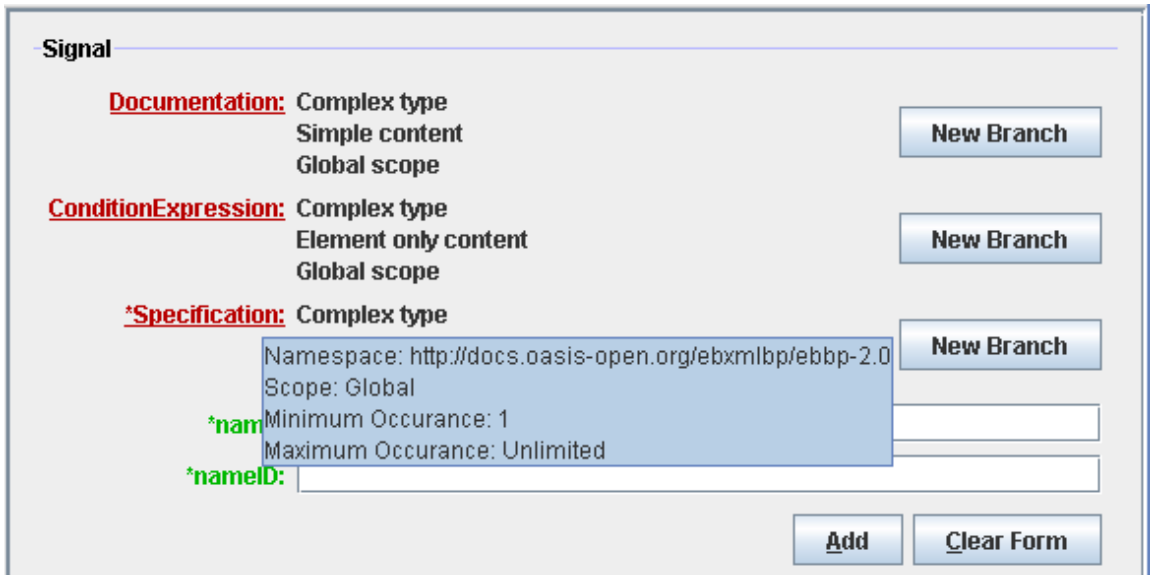 Signal
Documentation: Complex type
Simple content
Global scope
New Branch
ConditionExpression: Complex type
Element only content
Global scope
New Branch
*Specification: Complex type
New Branch
Namespace: http://docs.oasis-open.org/ebxmlbp/ebbp-2.0
Scope: Global
Minimum Occurance: 1
Maximum Occurance: Unlimited
*nam
*nameID:
Add
Clear Form